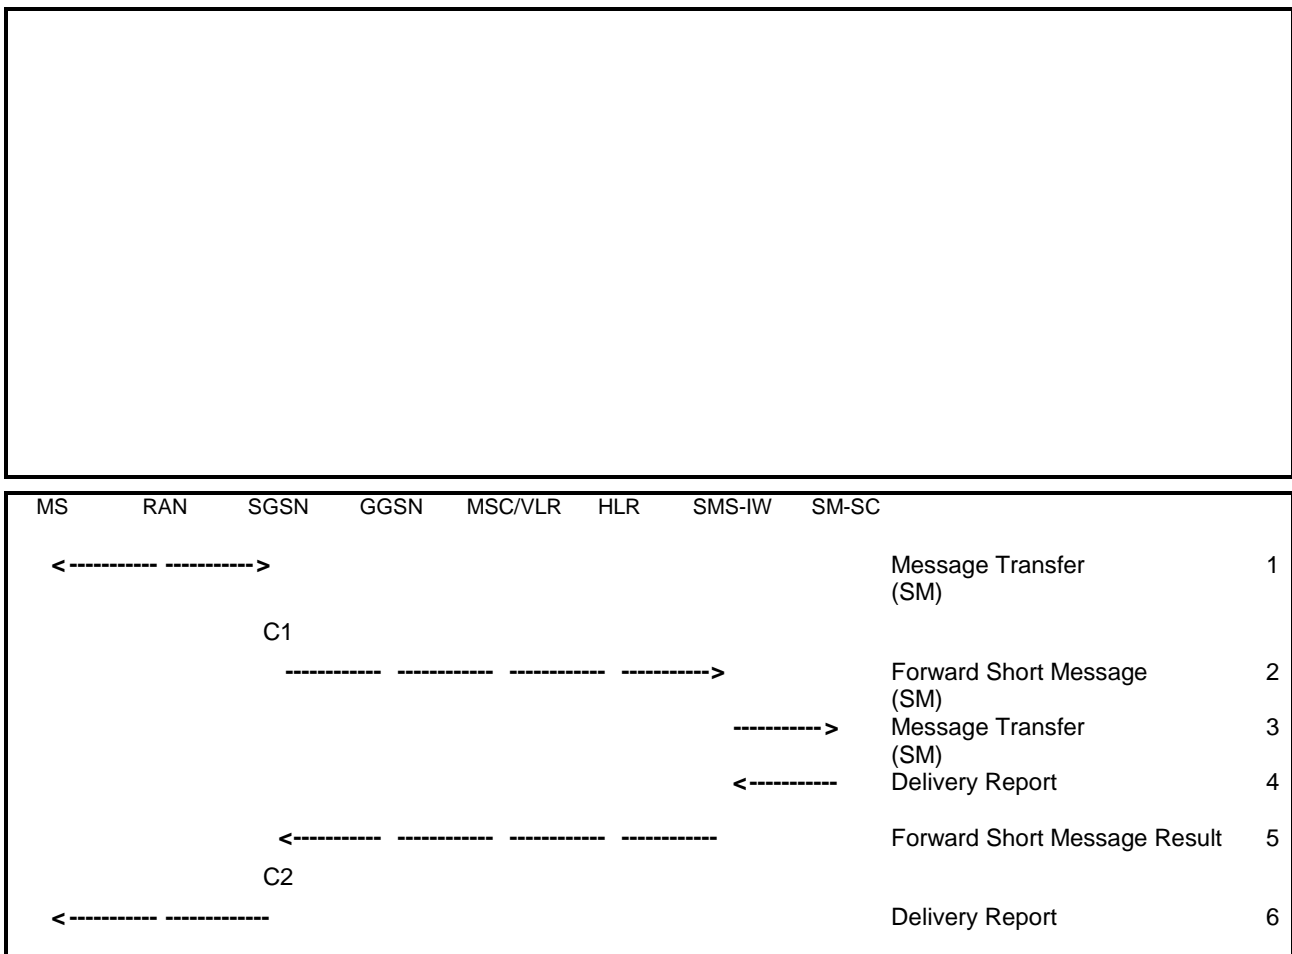 MS RAN SGSN GGSN MSC/VLR HLR SMS-IW SM-SC
<-----------  -----------> Message Transfer 1
(SM)
C1
------------  ------------  ------------  -----------> Forward Short Message 2
(SM)
-----------> Message Transfer 3
(SM)
<----------- Delivery Report 4
<-----------  ------------  ------------  ------------ Forward Short Message Result 5
C2
<-----------  ------------- Delivery Report 6